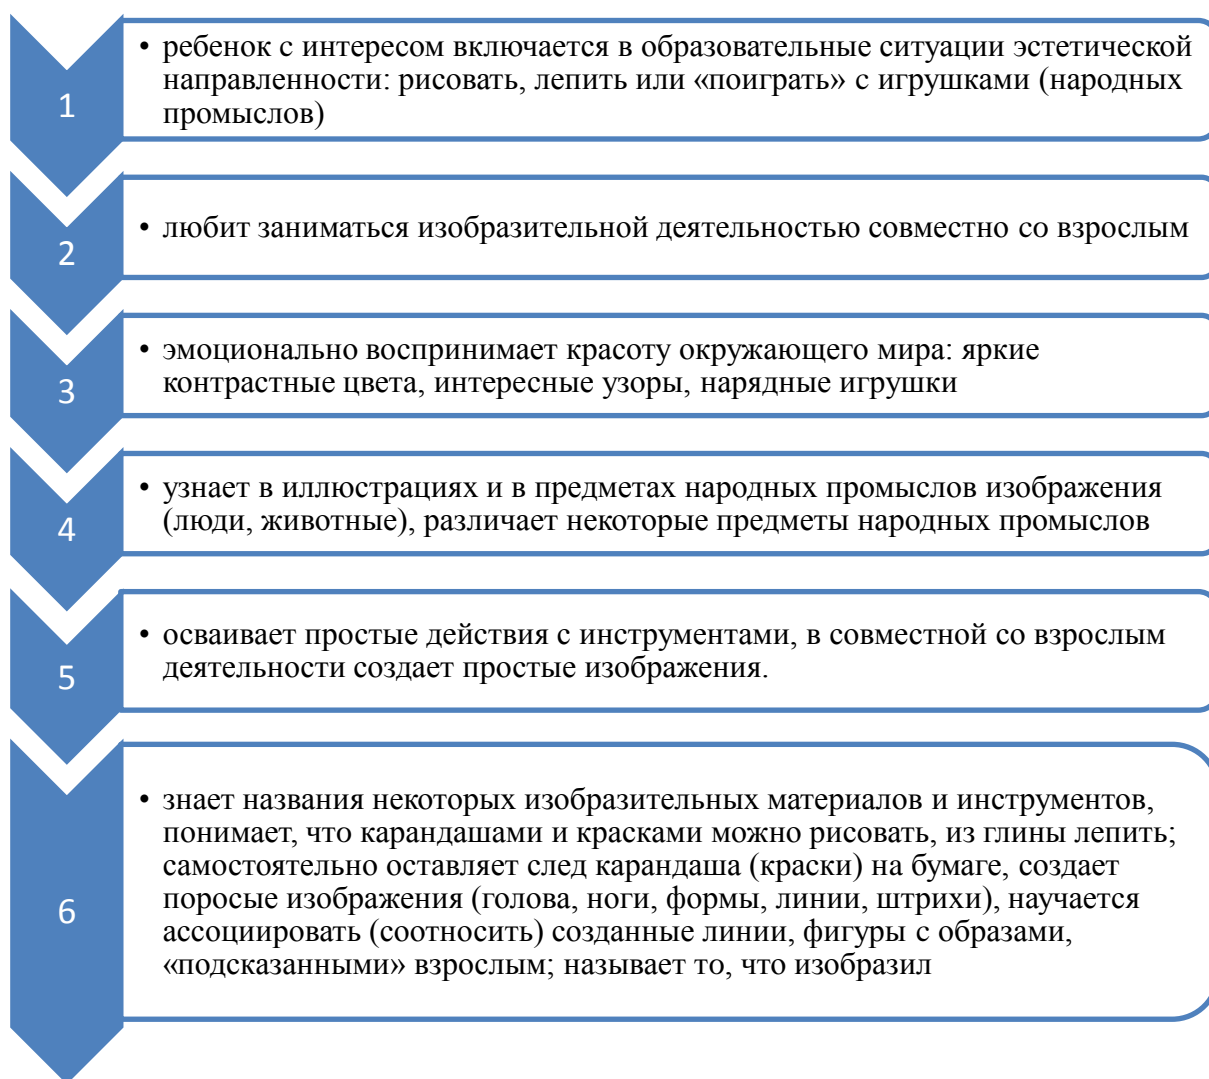 1
• ребенок с интересом включается в образовательные ситуации эстетической
направленности: рисовать, лепить или «поиграть» с игрушками (народных
промыслов)
2
• любит заниматься изобразительной деятельностью совместно со взрослым
3
• эмоционально воспринимает красоту окружающего мира: яркие
контрастные цвета, интересные узоры, нарядные игрушки
4
• узнает в иллюстрациях и в предметах народных промыслов изображения
(люди, животные), различает некоторые предметы народных промыслов
5
• осваивает простые действия с инструментами, в совместной со взрослым
деятельности создает простые изображения.
6
• знает названия некоторых изобразительных материалов и инструментов,
понимает, что карандашами и красками можно рисовать, из глины лепить;
самостоятельно оставляет след карандаша (краски) на бумаге, создает
поросые изображения (голова, ноги, формы, линии, штрихи), научается
ассоциировать (соотносить) созданные линии, фигуры с образами,
«подсказанными» взрослым; называет то, что изобразил